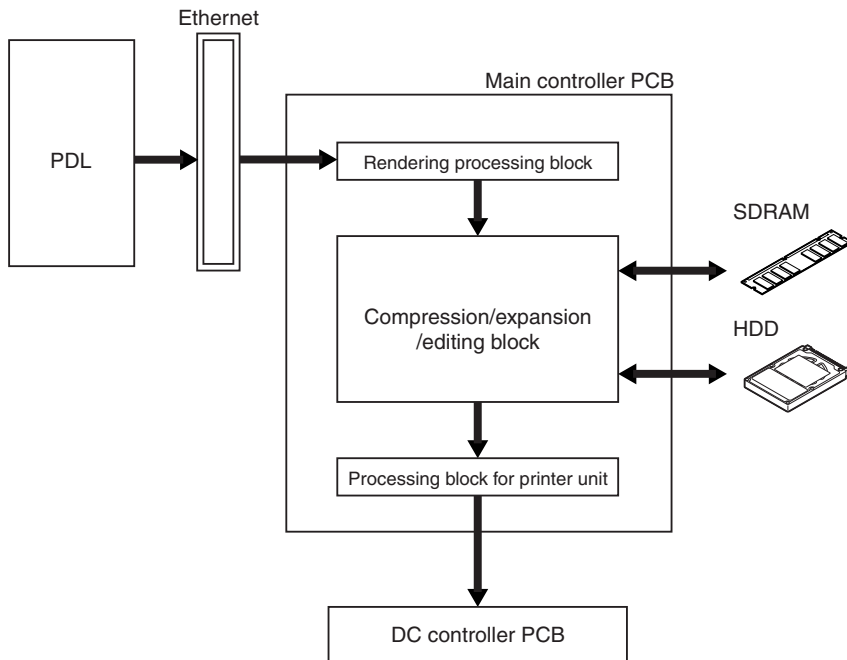 Ethernet
Main controller PCB
PDL
Rendering processing block
SDRAM
Compression/expansion
/editing block
HDD
Processing block for printer unit
DC controller PCB